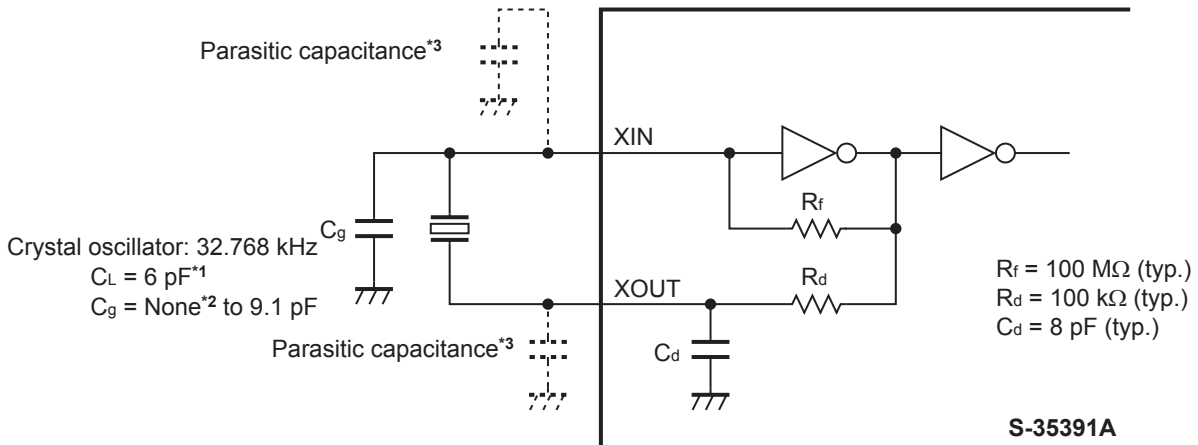 Parasitic capacitance*3
XIN
Rf
Cg
Crystal oscillator: 32.768 kHz
CL = 6 pF*1
Cg = None*2 to 9.1 pF
XOUT
Rd
Rf = 100 MΩ (typ.)
Rd = 100 kΩ (typ.)
Cd = 8 pF (typ.)
Parasitic capacitance*3
Cd
S-35391A